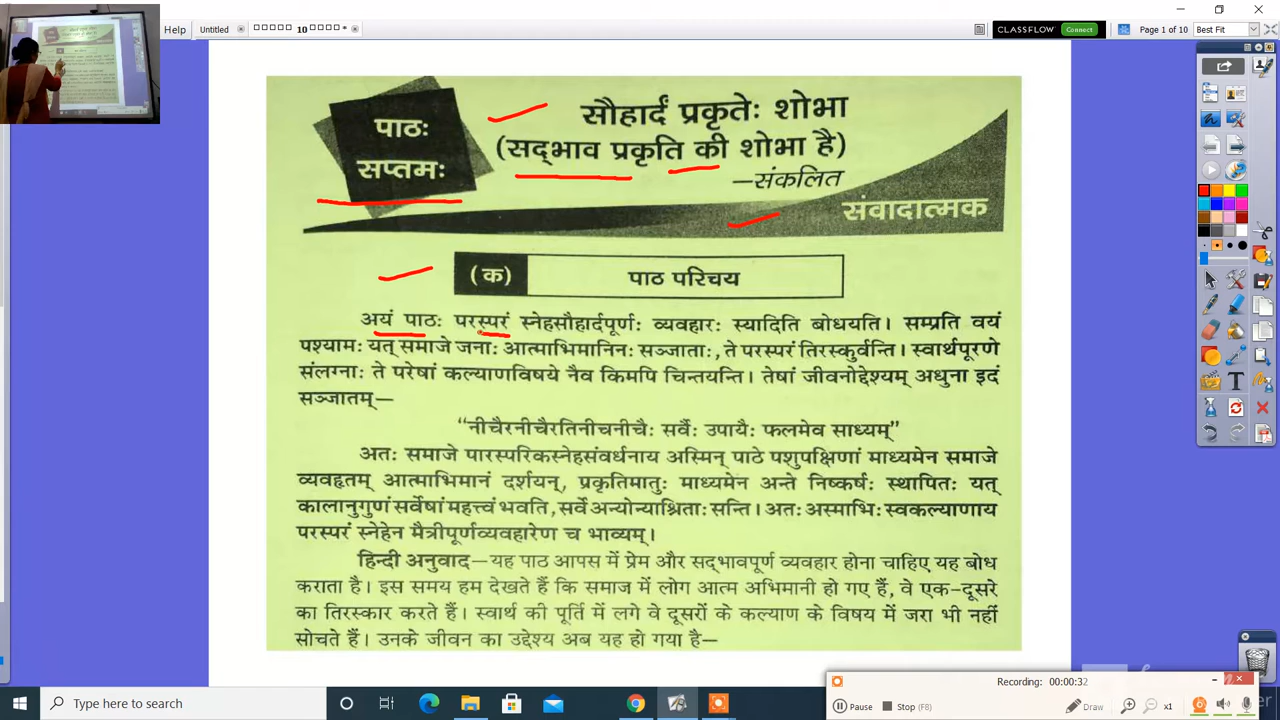 Help
Untitled
10
*
CLASSFLOW
Connect
Page 1 of 10
Best Fit
पाठः
सप्तमः
सौहार्दं प्रकृतेः शोभा
(सद्भाव प्रकृति की शोभा है)
—संकलित
संवादात्मक
(क)
पाठ परिचय
अयं पाठः परस्परं स्नेहसौहार्दपूर्णः व्यवहारः स्यादिति बोधयति। सम्प्रति वयं
पश्यामः यत् समाजे जनाः आत्माभिमानिनः सञ्जाताः, ते परस्परं तिरस्कुर्वन्ति। स्वार्थपूरणे
संलग्नाः ते परेषां कल्याणविषये नैव किमपि चिन्तयन्ति। तेषां जीवनोद्देश्यम् अधुना इदं
सञ्जातम्—
“नीचैरनीचैरतिनीचनीचैः सर्वैः उपायैः फलमेव साध्यम्”
अतः समाजे पारस्परिकस्नेहसंवर्धनाय अस्मिन् पाठे पशुपक्षिणां माध्यमेन समाजे
व्यवहृतम् आत्माभिमानं दर्शयन्, प्रकृतिमातुः माध्यमेन अन्ते निष्कर्षः स्थापितः यत्
कालानुगुणं सर्वेषां महत्त्वं भवति, सर्वे अन्योन्याश्रिताः सन्ति। अतः अस्माभिः स्वकल्याणाय
परस्परं स्नेहेन मैत्रीपूर्णव्यवहारेण च भाव्यम्।
हिन्दी अनुवाद—यह पाठ आपस में प्रेम और सद्भावपूर्ण व्यवहार होना चाहिए यह बोध
कराता है। इस समय हम देखते हैं कि समाज में लोग आत्म अभिमानी हो गए हैं, वे एक-दूसरे
का तिरस्कार करते हैं। स्वार्थ की पूर्ति में लगे वे दूसरों के कल्याण के विषय में जरा भी नहीं
सोचते हैं। उनके जीवन का उद्देश्य अब यह हो गया है—
Recording: 00:00:32
Pause
Stop (F8)
x1
Draw
Type here to search